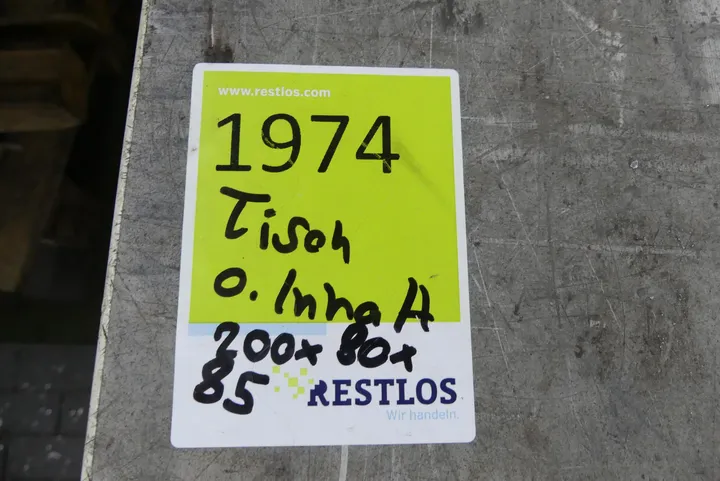 www.restlos.com
1974
Tisch
o. Inhalt
200x 80x
85
RESTLOS
Wir handeln.